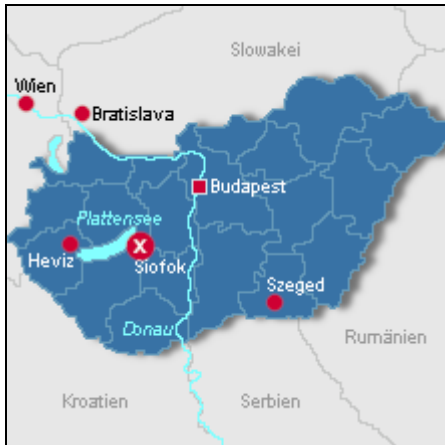 Slowakei
Wien
Bratislava
Budapest
Plattensee
Heviz
X
Siofok
Szeged
Donau
Rumänien
Kroatien
Serbien